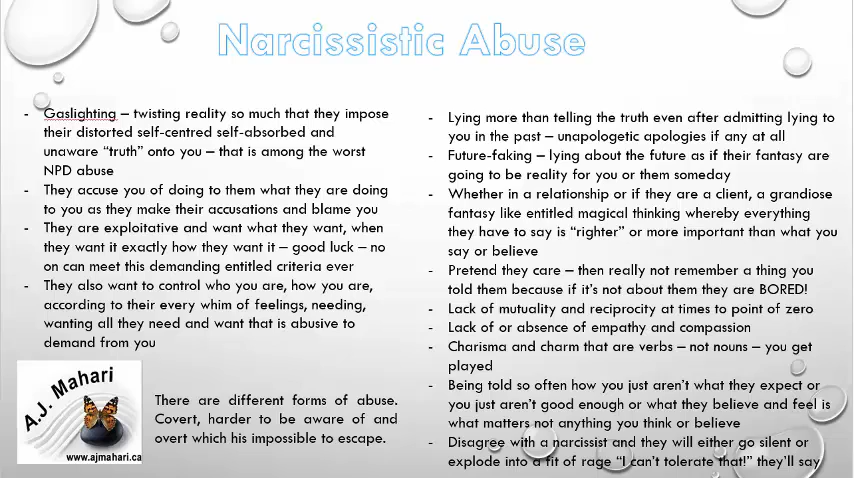 Narcissistic Abuse
- Gaslighting – twisting reality so much that they impose
their distorted self-centred self-absorbed and
unaware “truth” onto you – that is among the worst
NPD abuse
- They accuse you of doing to them what they are doing
to you as they make their accusations and blame you
- They are exploitative and want what they want, when
they want it exactly how they want it – good luck – no
on can meet this demanding entitled criteria ever
- They also want to control who you are, how you are,
according to their every whim of feelings, needing,
wanting all they need and want that is abusive to
demand from you
A.J. Mahari
www.ajmahari.ca
There are different forms of abuse.
Covert, harder to be aware of and
overt which his impossible to escape.
- Lying more than telling the truth even after admitting lying to
you in the past – unapologetic apologies if any at all
- Future-faking – lying about the future as if their fantasy are
going to be reality for you or them someday
- Whether in a relationship or if they are a client, a grandiose
fantasy like entitled magical thinking whereby everything
they have to say is “righter” or more important than what you
say or believe
- Pretend they care – then really not remember a thing you
told them because if it’s not about them they are BORED!
- Lack of mutuality and reciprocity at times to point of zero
- Lack of or absence of empathy and compassion
- Charisma and charm that are verbs – not nouns – you get
played
- Being told so often how you just aren’t what they expect or
you just aren’t good enough or what they believe and feel is
what matters not anything you think or believe
- Disagree with a narcissist and they will either go silent or
explode into a fit of rage “I can’t tolerate that!” they’ll say